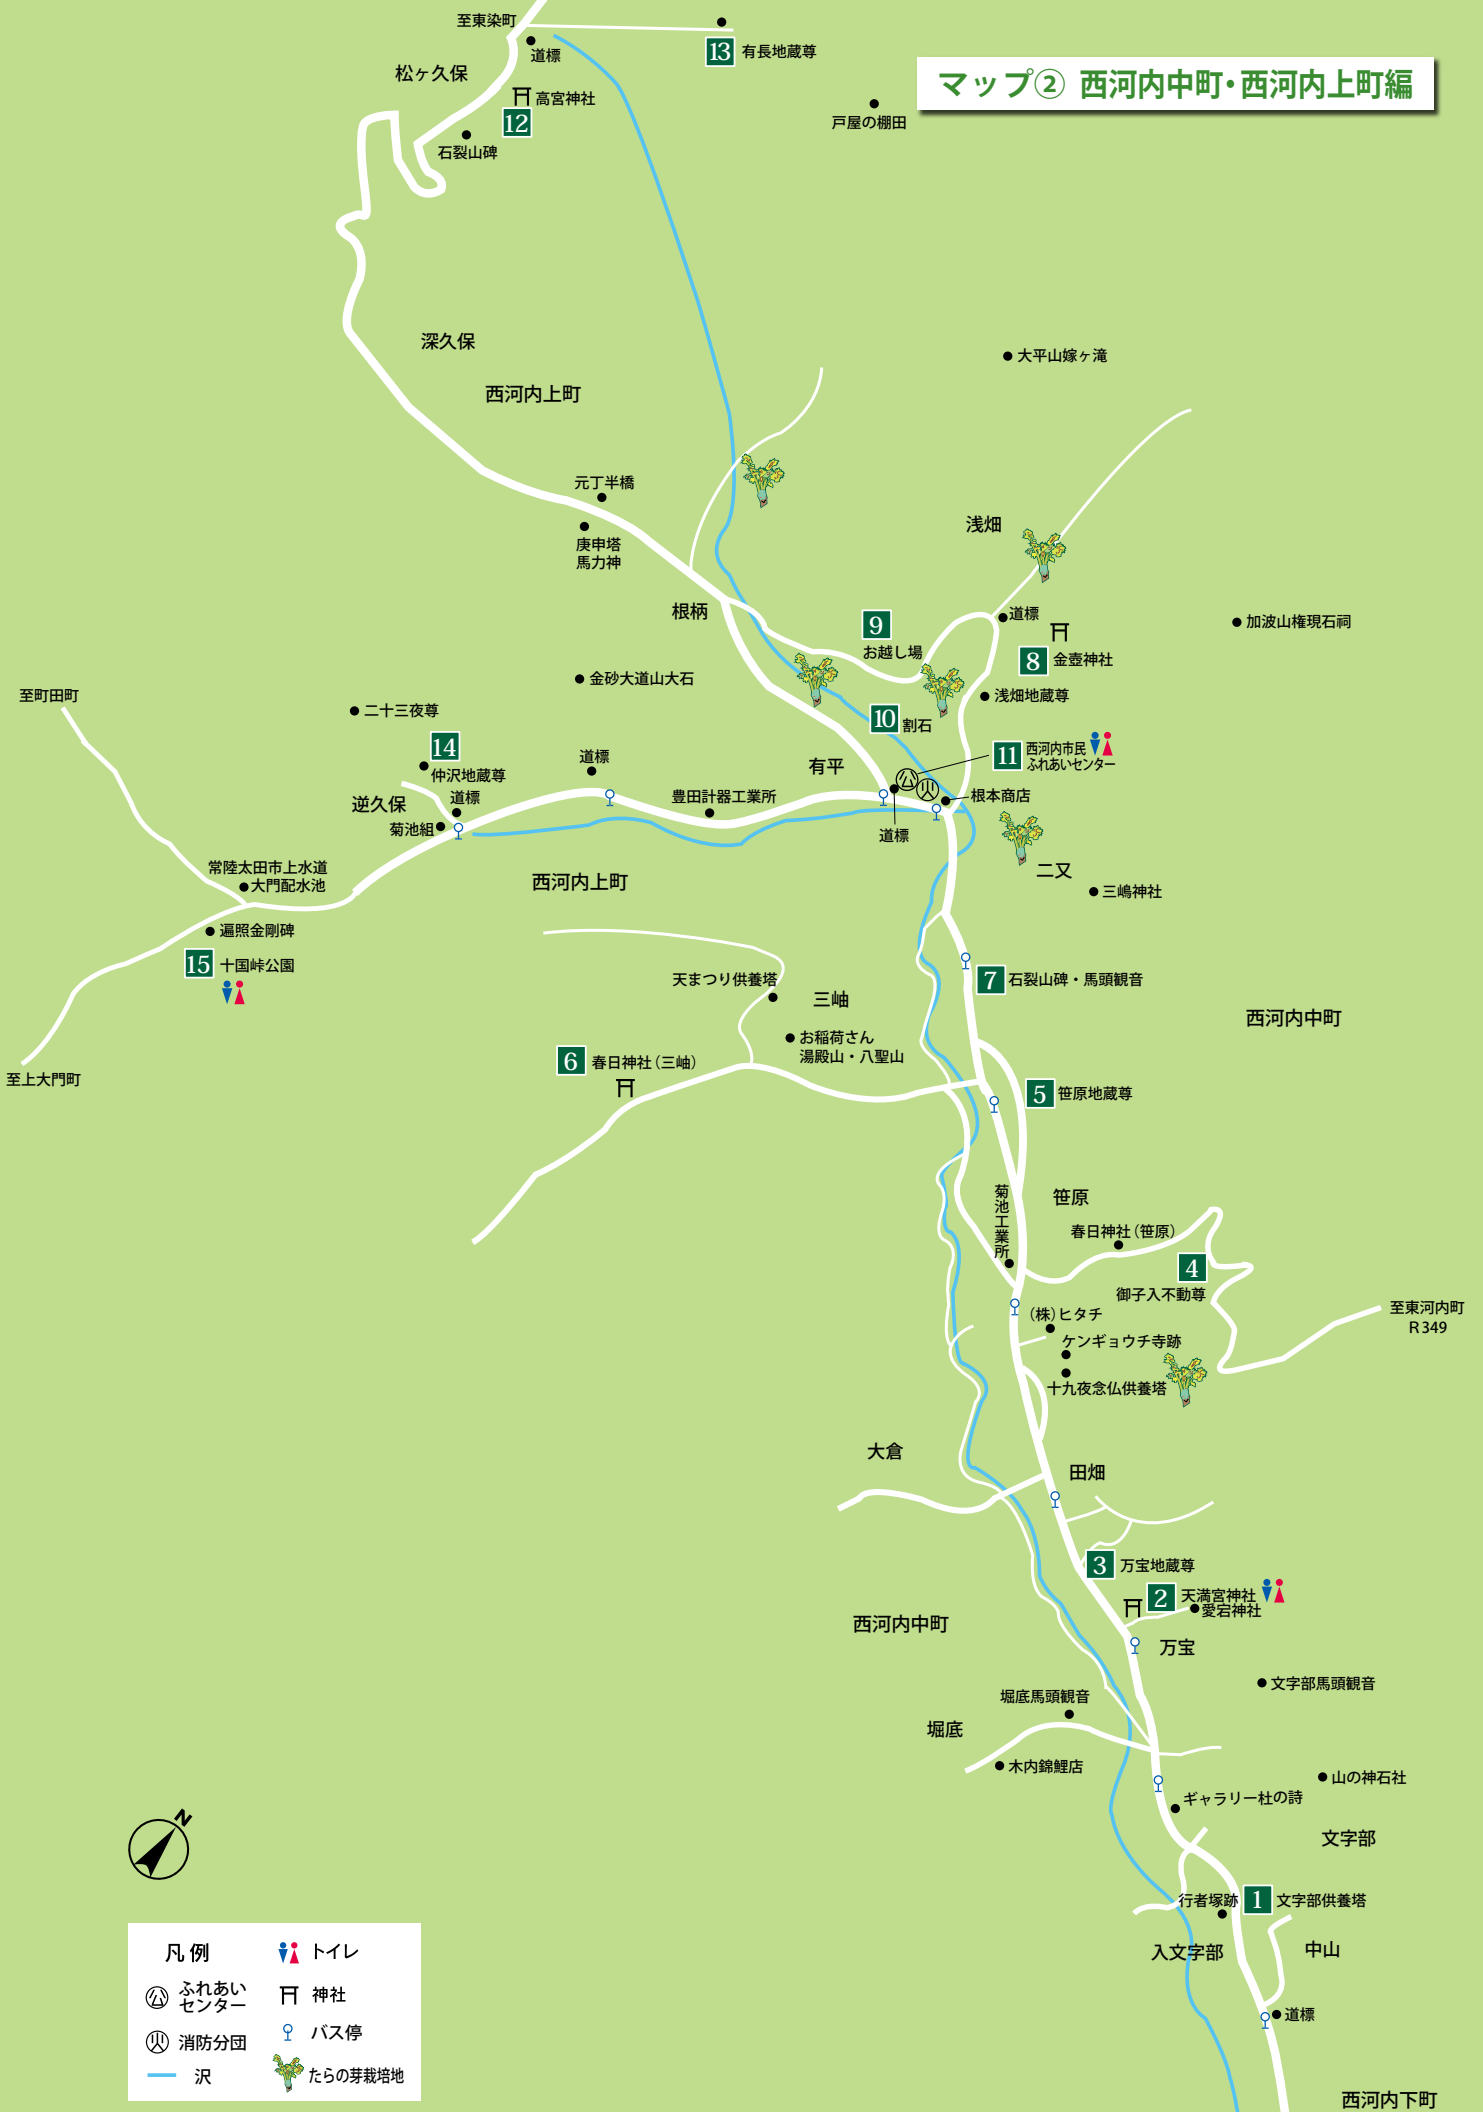 マップ② 西河内中町・西河内上町編
至東染町
道標
13 有長地蔵尊
松ヶ久保
高宮神社
12
戸屋の棚田
石裂山碑
深久保
大平山嫁ヶ滝
西河内上町
元丁半橋
庚申塔
馬力神
浅畑
根柄
9
お越し場
道標
加波山権現石祠
8 金壺神社
金砂大道山大石
至町田町
浅畑地蔵尊
二十三夜尊
10 割石
14
仲沢地蔵尊
道標
有平
11 西河内市民
ふれあいセンター
逆久保
道標
豊田計器工業所
根本商店
菊池組
道標
常陸太田市上水道
大門配水池
西河内上町
二又
三嶋神社
遍照金剛碑
15 十国峠公園
天まつり供養塔
三岫
7 石裂山碑・馬頭観音
西河内中町
お稲荷さん
湯殿山・八聖山
6 春日神社(三岫)
至上大門町
5 笹原地蔵尊
菊池工業所
笹原
春日神社(笹原)
4
御子入不動尊
至東河内町
R349
(株)ヒタチ
ケンギョウチ寺跡
十九夜念仏供養塔
大倉
田畑
3 万宝地蔵尊
2 天満宮神社
愛宕神社
西河内中町
万宝
文字部馬頭観音
堀底馬頭観音
堀底
木内錦鯉店
山の神石社
ギャラリー杜の詩
文字部
N
行者塚跡
1 文字部供養塔
入文字部
中山
道標
西河内下町
凡例
トイレ
公 ふれあい
センター
神社
消防分団
バス停
沢
たらの芽栽培地